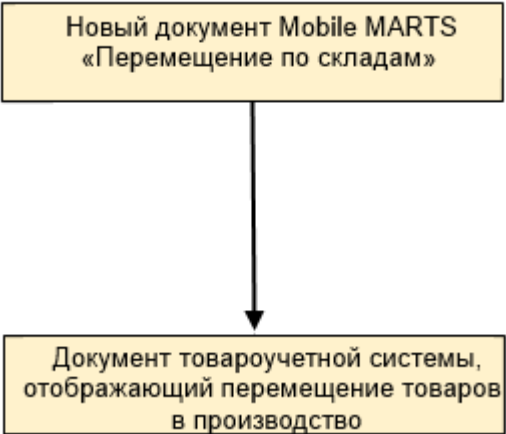 Новый документ Mobile MARTS
«Перемещение по складам»
Документ товароучетной системы,
отображающий перемещение товаров
в производство